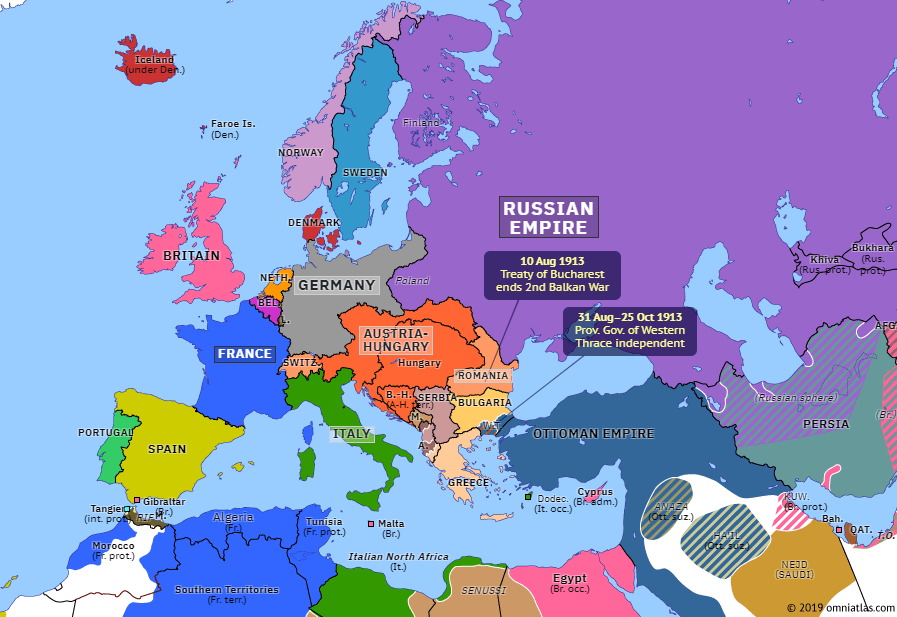 Iceland
(under Den.)
Faroe Is.
(Den.)
Finland
NORWAY
SWEDEN
RUSSIAN
EMPIRE
DENMARK
BRITAIN
10 Aug 1913
Treaty of Bucharest
ends 2nd Balkan War
Bukhara
(Rus.
prot.)
Khiva
(Rus. prot.)
NETH.
GERMANY
Poland
BEL.
L.
31 Aug–25 Oct 1913
Prov. Gov. of Western
Thrace independent
AFG
AUSTRIA-
HUNGARY
FRANCE
SWITZ.
Hungary
ROMANIA
B.-H.
(A-H. terr.)
SERBIA
BULGARIA
(Russian sphere)
M.
(Br.)
PERSIA
PORTUGAL
SPAIN
ITALY
A.
W.T.
OTTOMAN EMPIRE
GREECE
Gibraltar
(Br.)
Tangier
(int. prot.)
Dodec.
(It. occ.)
Cyprus
(Br. adm.)
KUW.
(Br. prot.)
ANAZA
(Ott. suz.)
Algeria
(Fr.)
Tunisia
(Fr. prot.)
Malta
(Br.)
Bah.
QAT.
T.O.
HA'IL
(Ott. suz.)
Morocco
(Fr. prot.)
Italian North Africa
(It.)
NEJD
(SAUDI)
Southern Territories
(Fr. terr.)
SENUSSI
Egypt
(Br. occ.)
© 2019 omniatlas.com